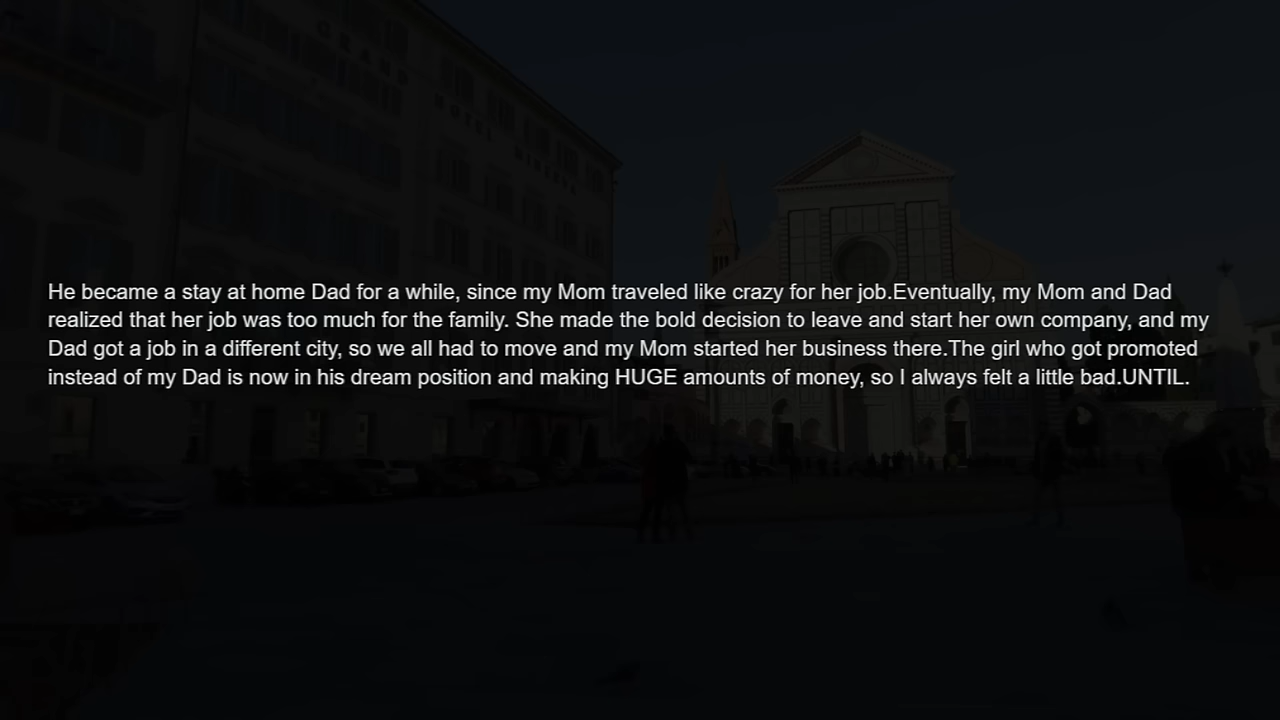 GRAND
HOTEL
MINERVA
He became a stay at home Dad for a while, since my Mom traveled like crazy for her job.Eventually, my Mom and Dad
realized that her job was too much for the family. She made the bold decision to leave and start her own company, and my
Dad got a job in a different city, so we all had to move and my Mom started her business there.The girl who got promoted
instead of my Dad is now in his dream position and making HUGE amounts of money, so I always felt a little bad.UNTIL.